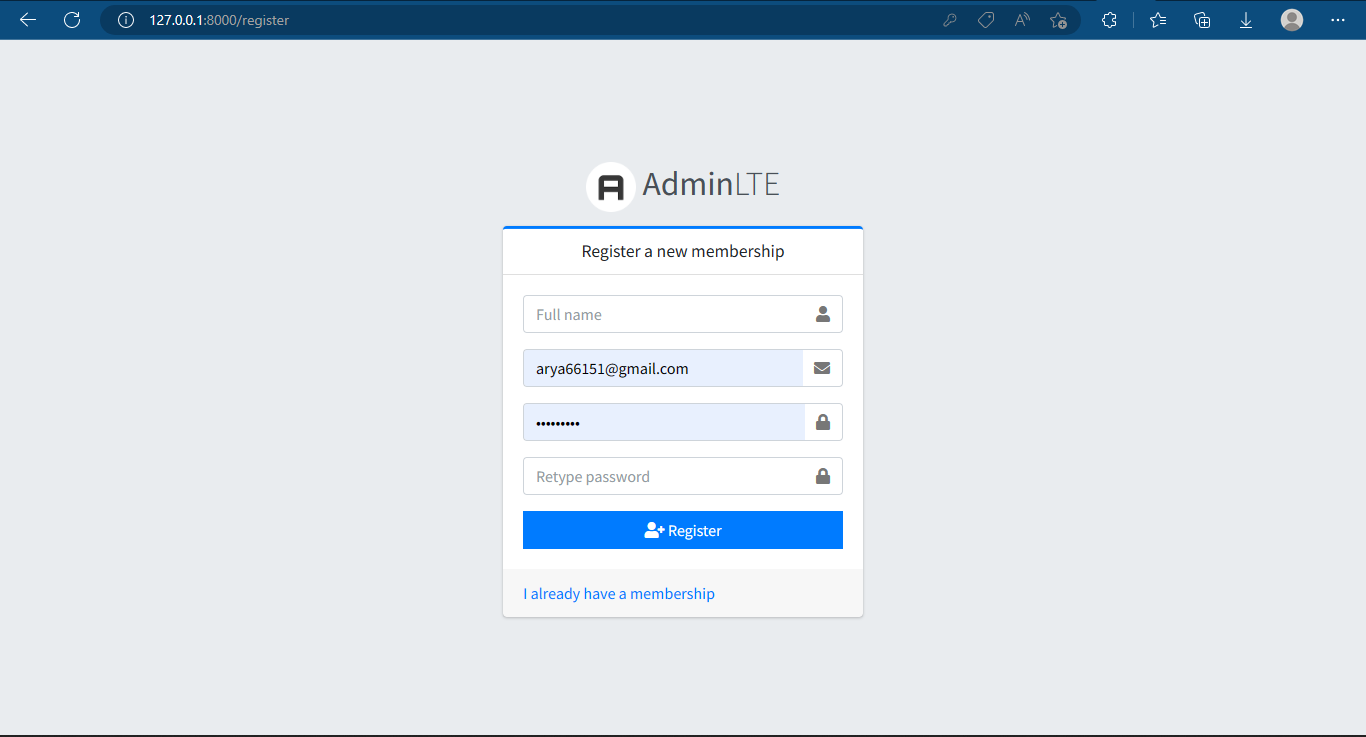 127.0.0.1:8000/register
AdminLTE
Register a new membership
Full name
arya66151@gmail.com
•••••••••
Retype password
Register
I already have a membership